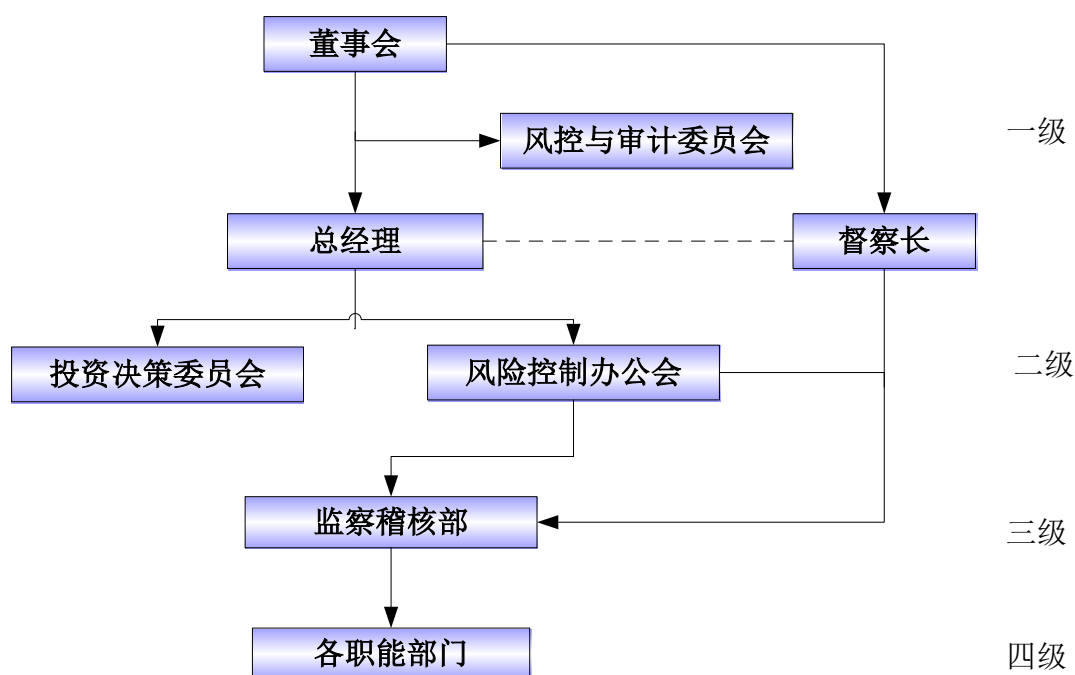 董事会
风控与审计委员会
一级
总经理
督察长
投资决策委员会
风险控制办公会
二级
监察稽核部
三级
各职能部门
四级